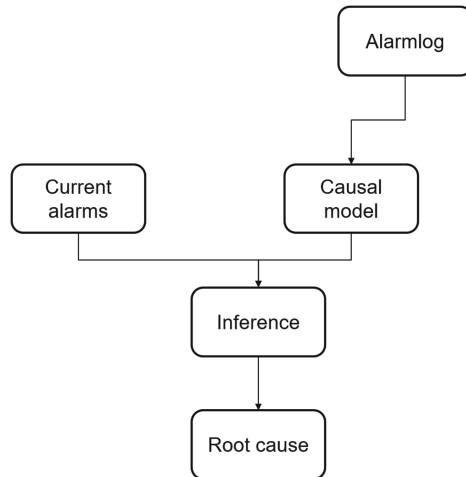 Alarmlog
Current
alarms
Causal
model
Inference
Root cause